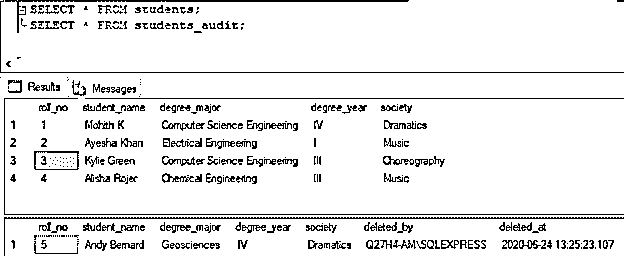 SELECT * FROM students;
SELECT * FROM students_audit;
Results Messages
roll_no student_name degree_major degree_year society
1 1 Mohith K Computer Science Engineering IV Dramatics
2 2 Ayesha Khan Electrical Engineering I Music
3 3 Kylie Green Computer Science Engineering III Choreography
4 4 Alisha Rojer Chemical Engineering III Music
roll_no student_name degree_major degree_year society deleted_by deleted_at
1 5 Andy Bernard Geosciences IV Dramatics Q27H4-AM\SQLEXPRESS 2020-06-24 13:25:23.107